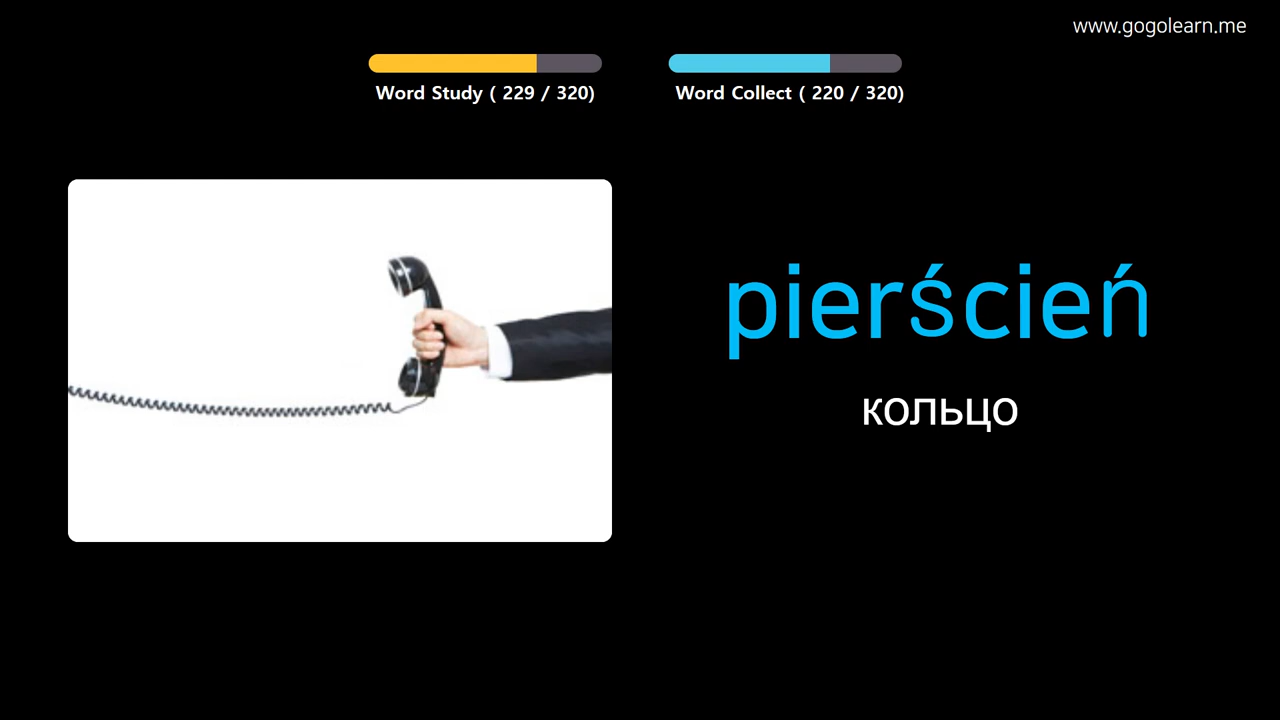 www.gogolearn.me
Word Study ( 229 / 320)
Word Collect ( 220 / 320)
pierścień
кольцо